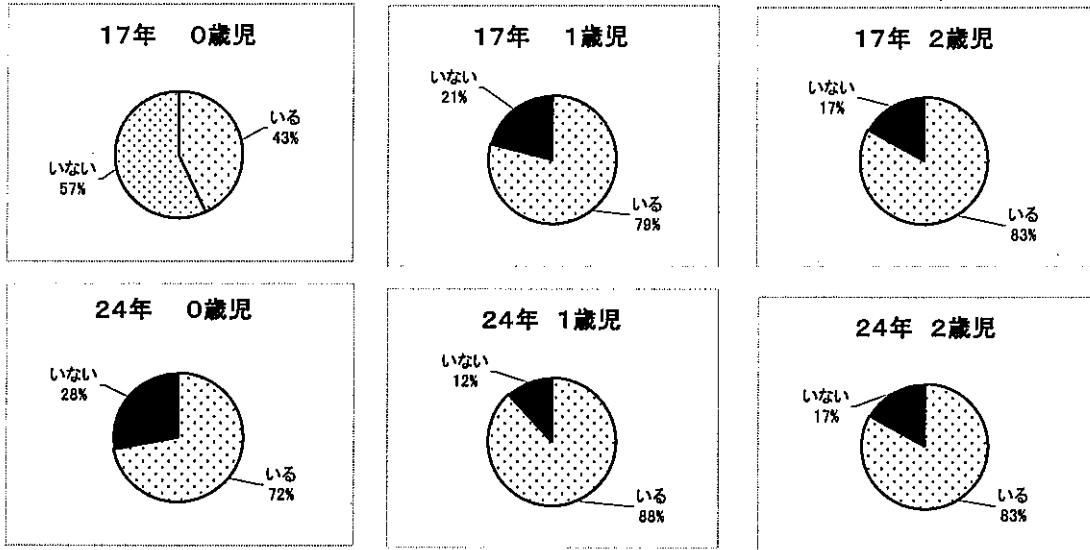 17年　0歳児
いる
43%
いない
57%
17年　1歳児
いない
21%
いる
79%
17年 2歳児
いない
17%
いる
83%
24年　0歳児
いない
28%
いる
72%
24年 1歳児
いない
12%
いる
88%
24年 2歳児
いない
17%
いる
83%